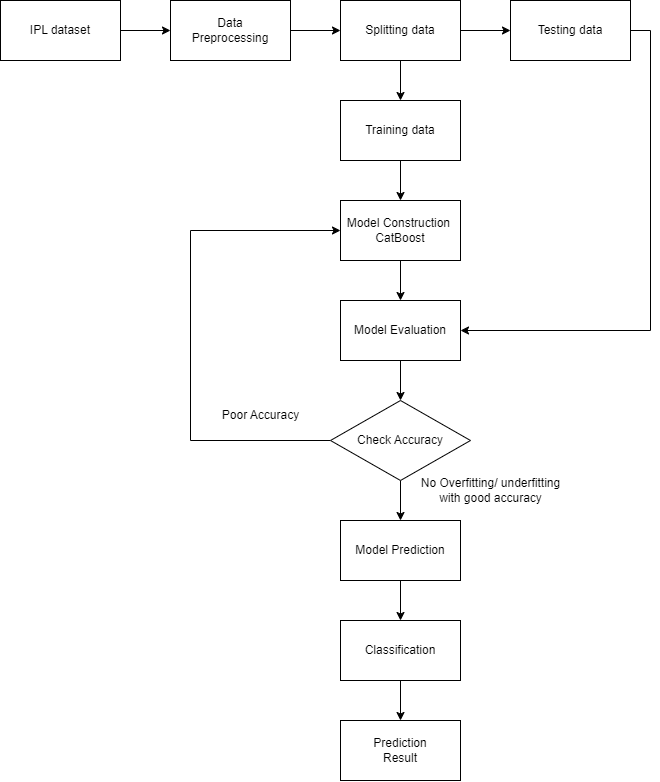 IPL dataset
Data
Preprocessing
Splitting data
Testing data
Training data
Model Construction
CatBoost
Model Evaluation
Poor Accuracy
Check Accuracy
No Overfitting/ underfitting
with good accuracy
Model Prediction
Classification
Prediction
Result